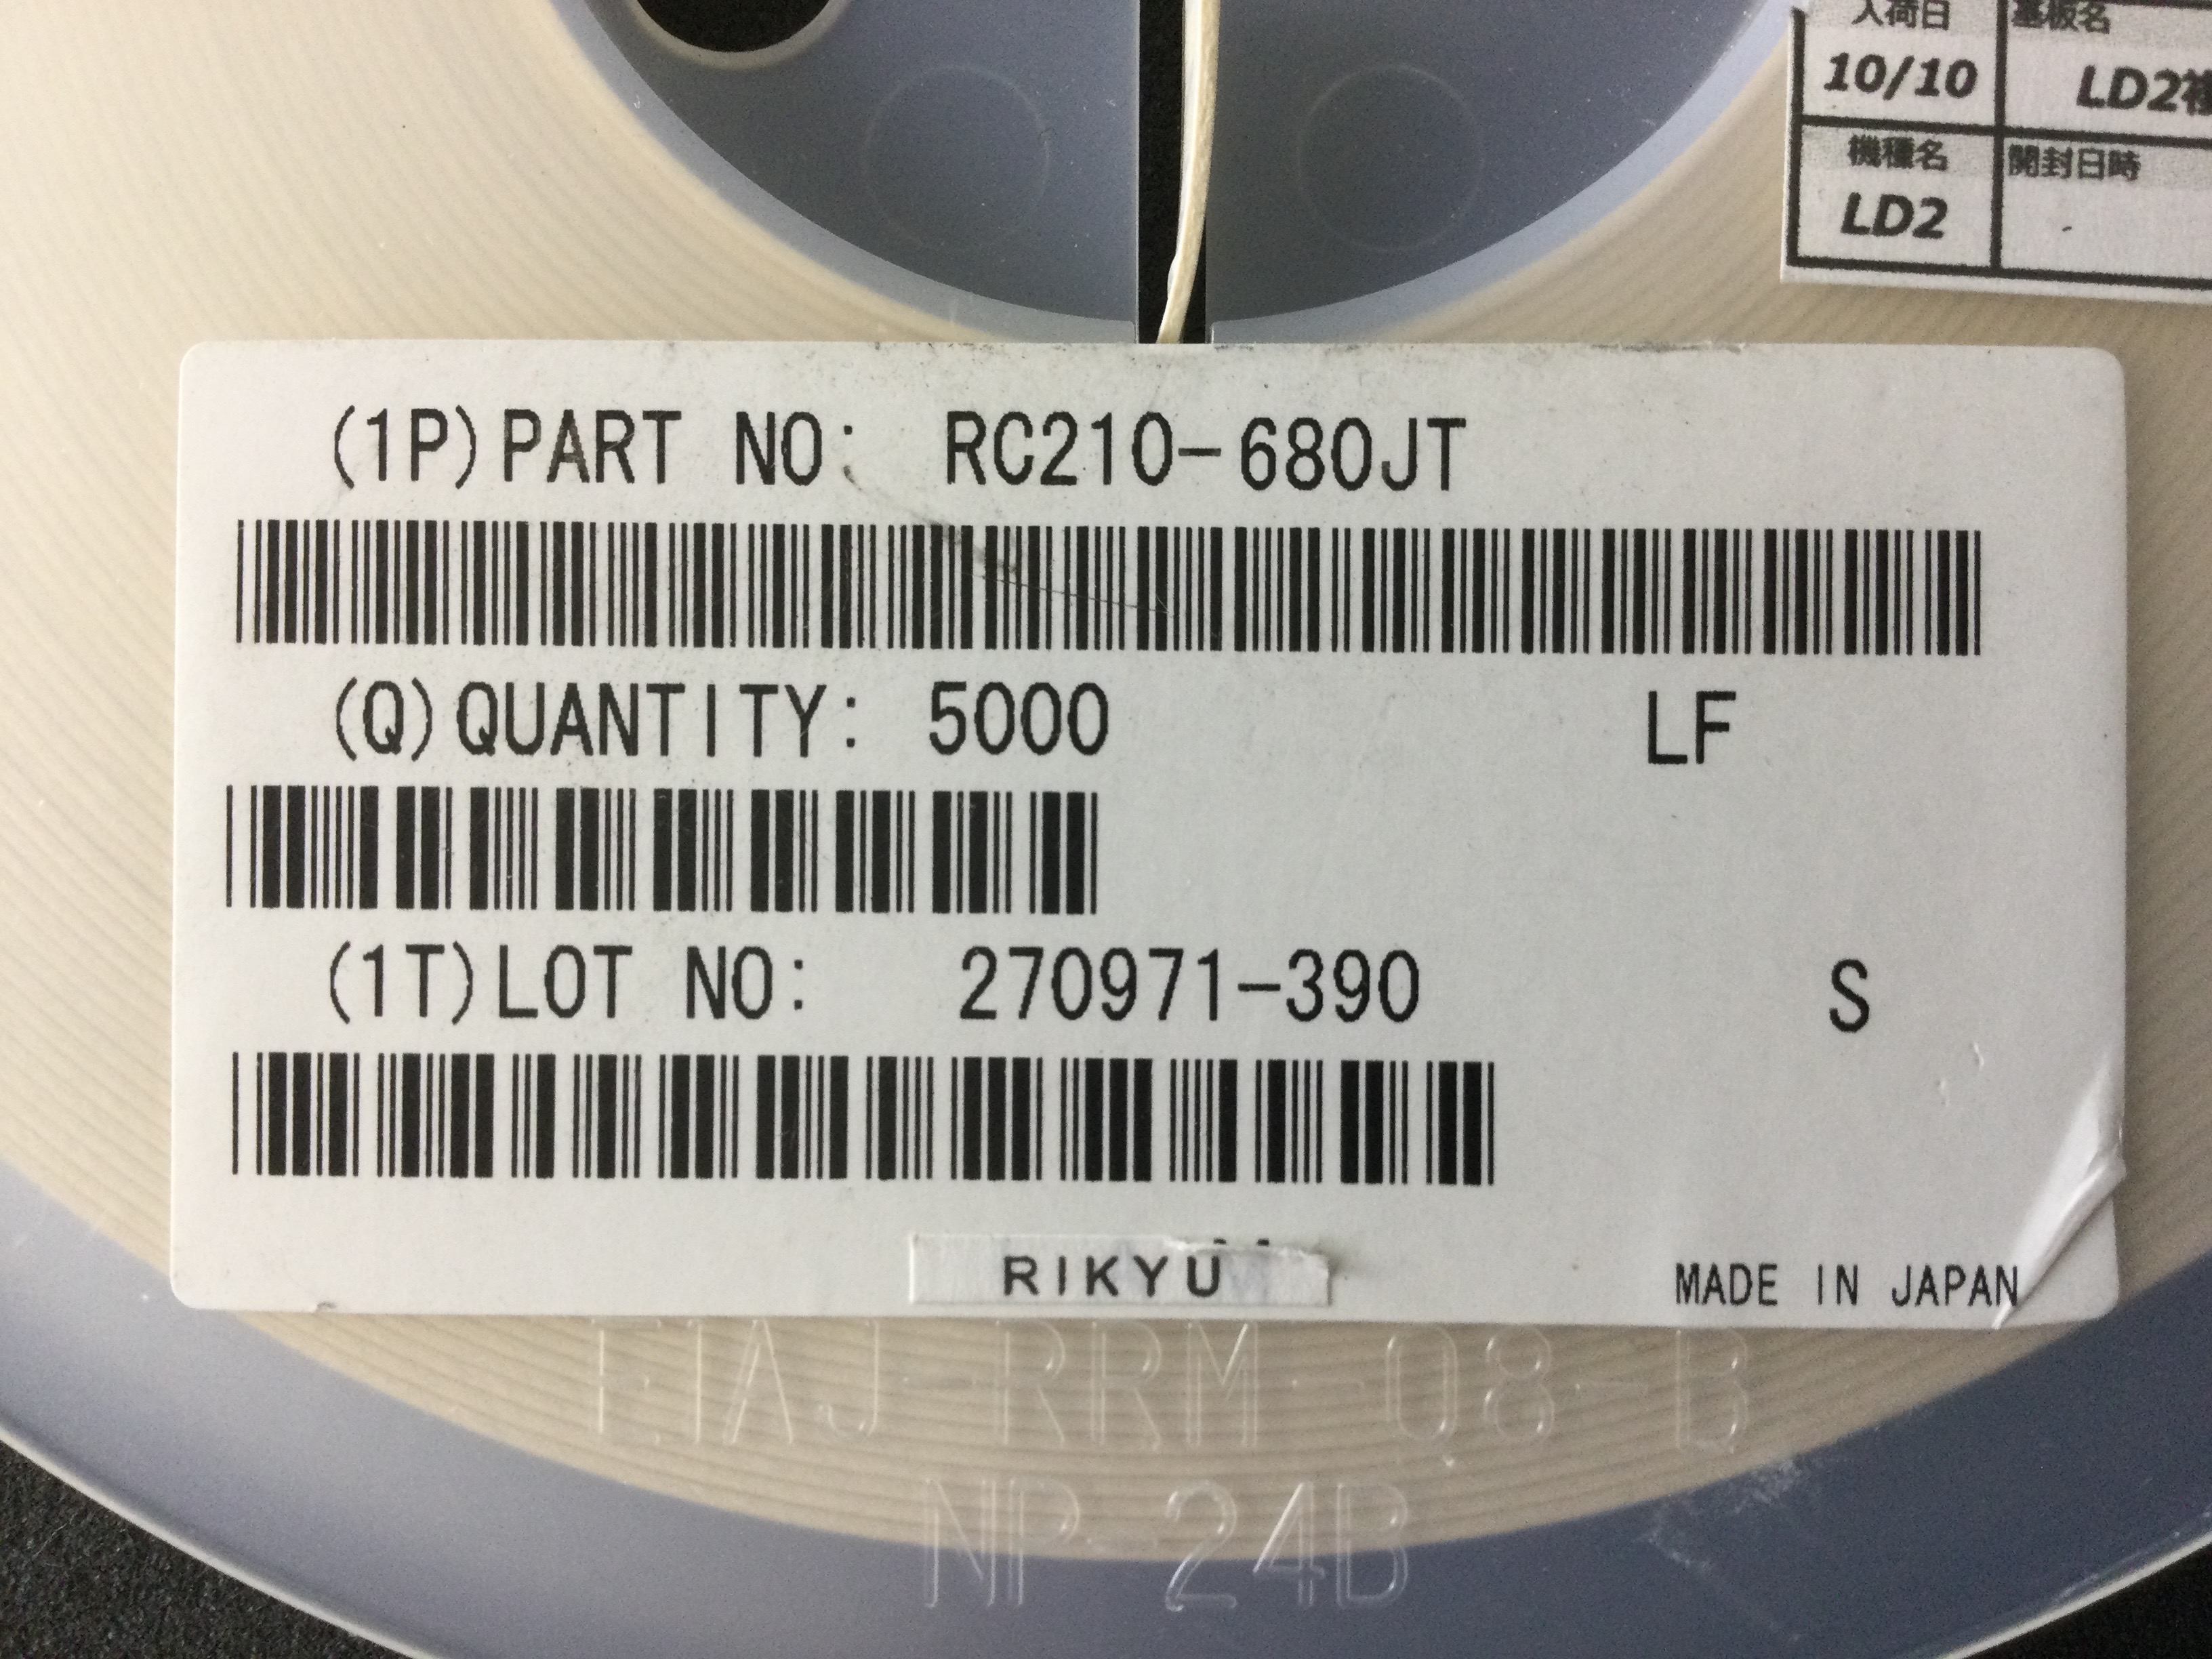 入荷日 基板名
10/10 LD2
機種名 開封日時
LD2
(1P)PART NO: RC210-680JT
(Q)QUANTITY: 5000 LF
(1T)LOT NO: 270971-390 S
RIKYU
MADE IN JAPAN
EIAJ-RRM-08-B
NP-24B